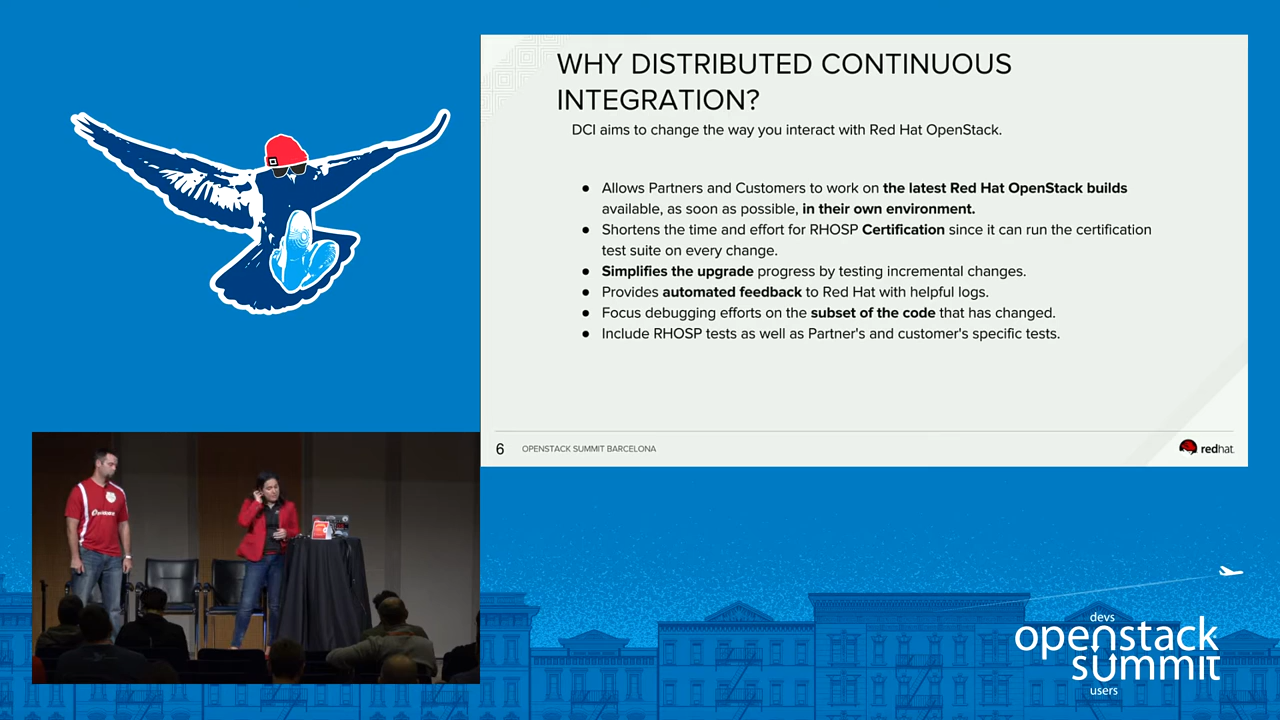 WHY DISTRIBUTED CONTINUOUS
INTEGRATION?
DCI aims to change the way you interact with Red Hat OpenStack.
● Allows Partners and Customers to work on the latest Red Hat OpenStack builds
available, as soon as possible, in their own environment.
● Shortens the time and effort for RHOSP Certification since it can run the certification
test suite on every change.
● Simplifies the upgrade progress by testing incremental changes.
● Provides automated feedback to Red Hat with helpful logs.
● Focus debugging efforts on the subset of the code that has changed.
● Include RHOSP tests as well as Partner's and customer's specific tests.
6 OPENSTACK SUMMIT BARCELONA
redhat.
devs
openstack
summit
users